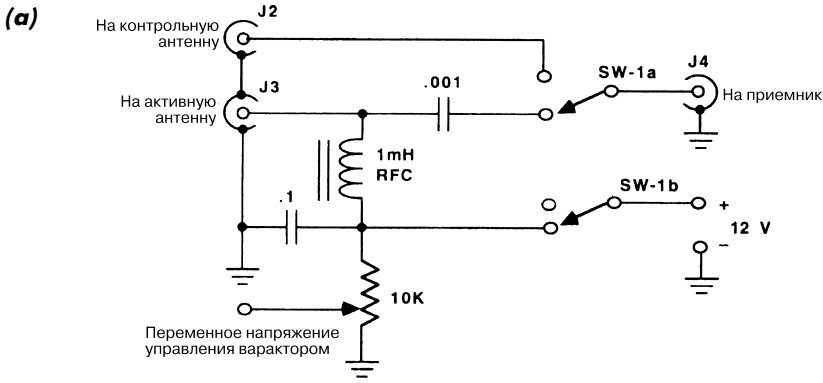 (a)
J2
На контрольную
антенну
J3
На активную
антенну
.001
SW-1a
J4
На приемник
1mH
RFC
.1
SW-1b
+
12 V
−
10K
Переменное напряжение
управления варактором